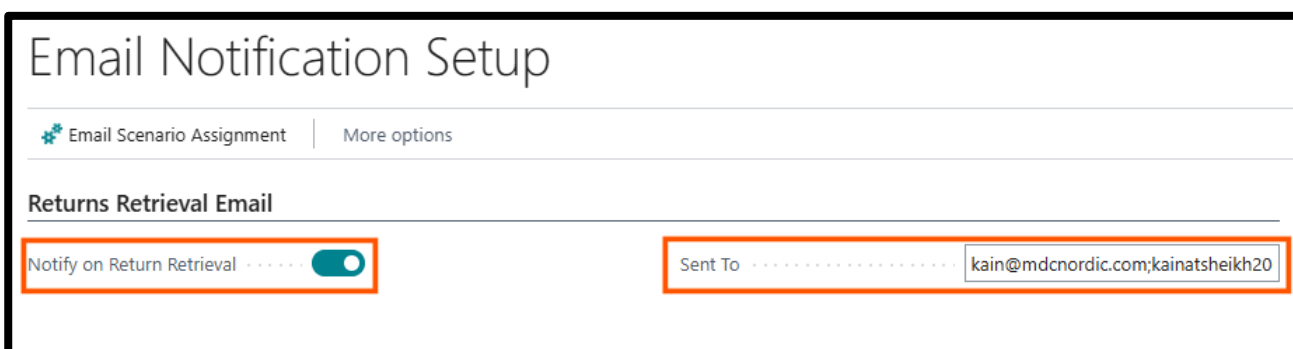 Email Notification Setup
Email Scenario Assignment More options
Returns Retrieval Email
Notify on Return Retrieval Sent To kain@mdcnordic.com;kainatsheikh20